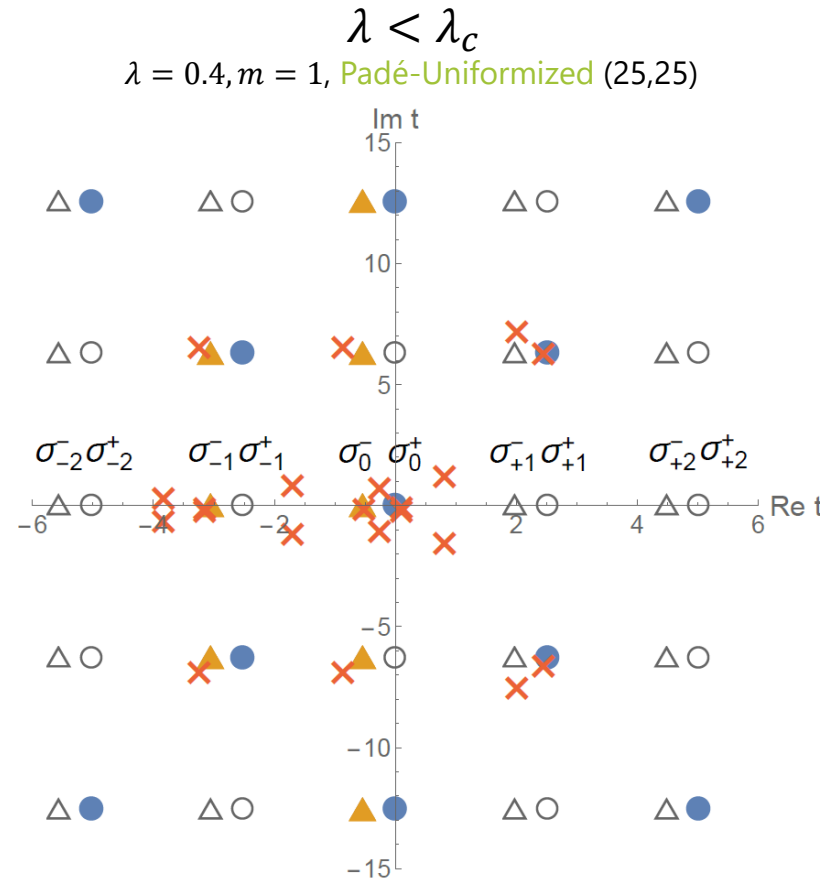 λ < λ_c
λ = 0.4, m = 1, Padé-Uniformized (25,25)
Im t
15
10
5
σ⁻₋₂ σ⁺₋₂ σ⁻₋₁ σ⁺₋₁ σ⁻₀ σ⁺₀ σ⁻₊₁ σ⁺₊₁ σ⁻₊₂ σ⁺₊₂
−6 −4 −2 2 4 6 Re t
−5
−10
−15